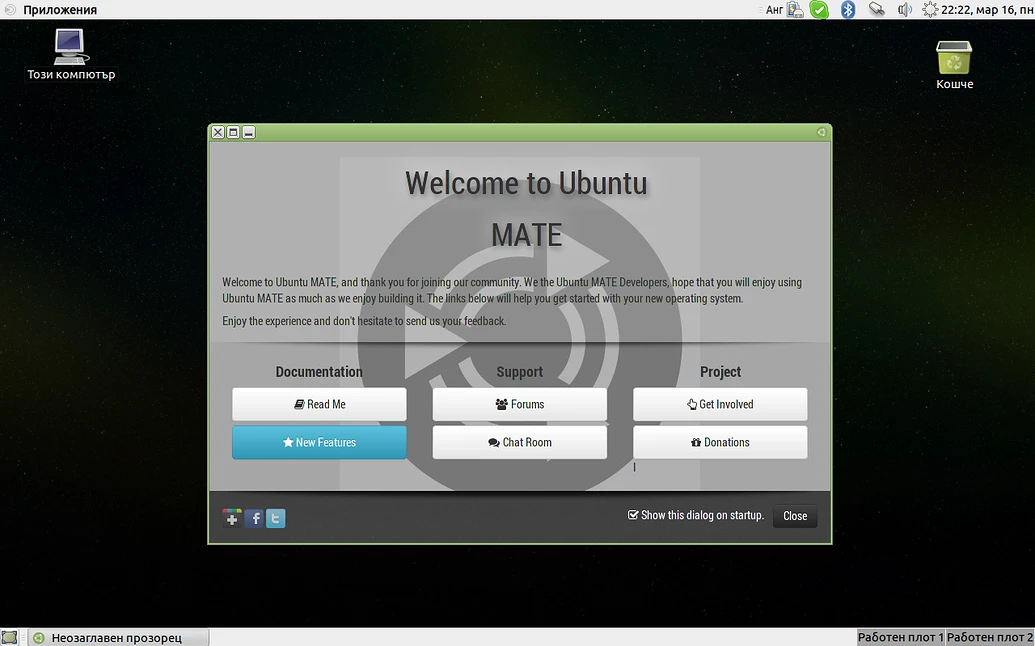 Приложения
Анг
22:22, мар 16, пн
Този компютър
Кошче
Welcome to Ubuntu
MATE
Welcome to Ubuntu MATE, and thank you for joining our community. We the Ubuntu MATE Developers, hope that you will enjoy using
Ubuntu MATE as much as we enjoy building it. The links below will help you get started with your new operating system.
Enjoy the experience and don't hesitate to send us your feedback.
Documentation
Support
Project
Read Me
Forums
Get Involved
New Features
Chat Room
Donations
Show this dialog on startup.
Close
Неозаглавен прозорец
Работен плот 1
Работен плот 2